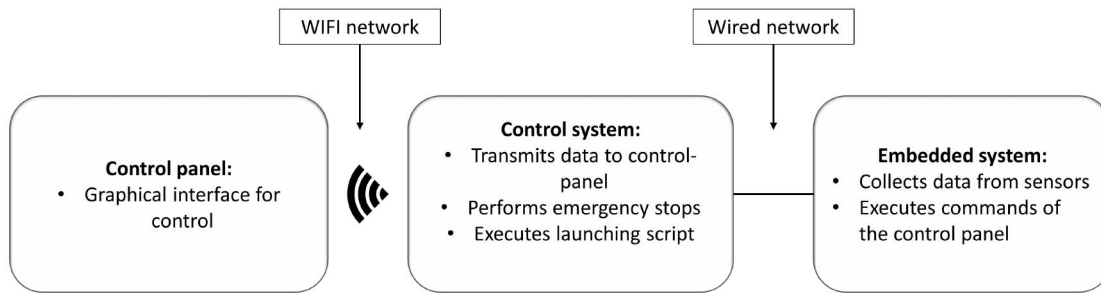 WIFI network
Wired network
Control panel:
• Graphical interface for
control
Control system:
• Transmits data to control-
panel
• Performs emergency stops
• Executes launching script
Embedded system:
• Collects data from sensors
• Executes commands of
the control panel